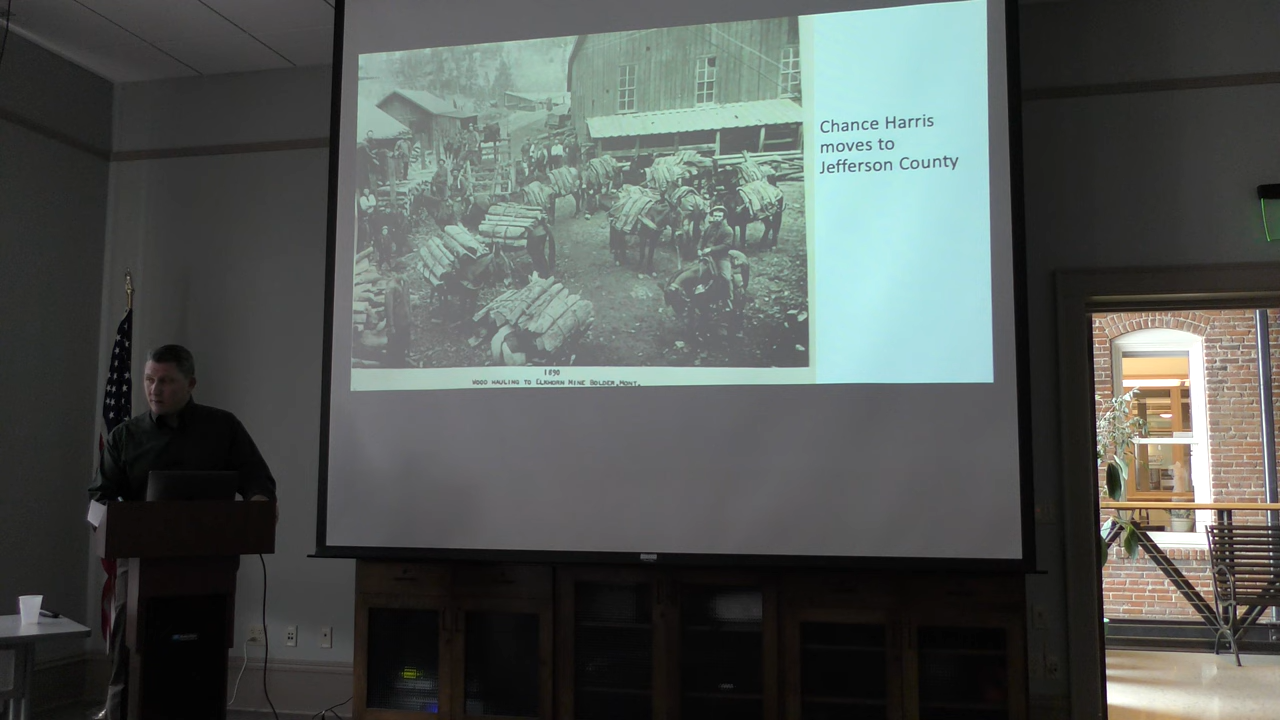 Chance Harris
moves to
Jefferson County
1890
WOOD HAULING TO ELKHORN MINE BOLDER, MONT.